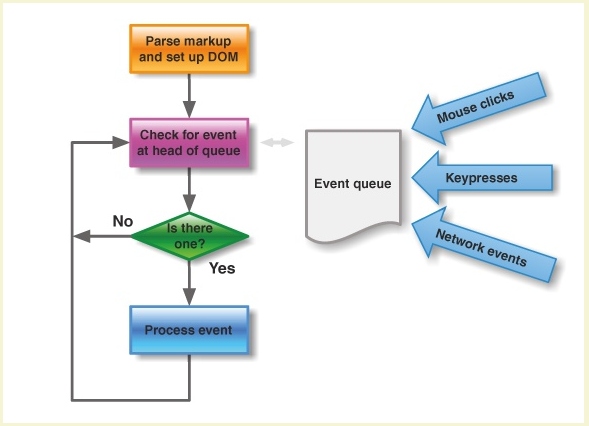 Parse markup
and set up DOM
Check for event
at head of queue
Is there
one?
No
Yes
Process event
Event queue
Mouse clicks
Keypresses
Network events